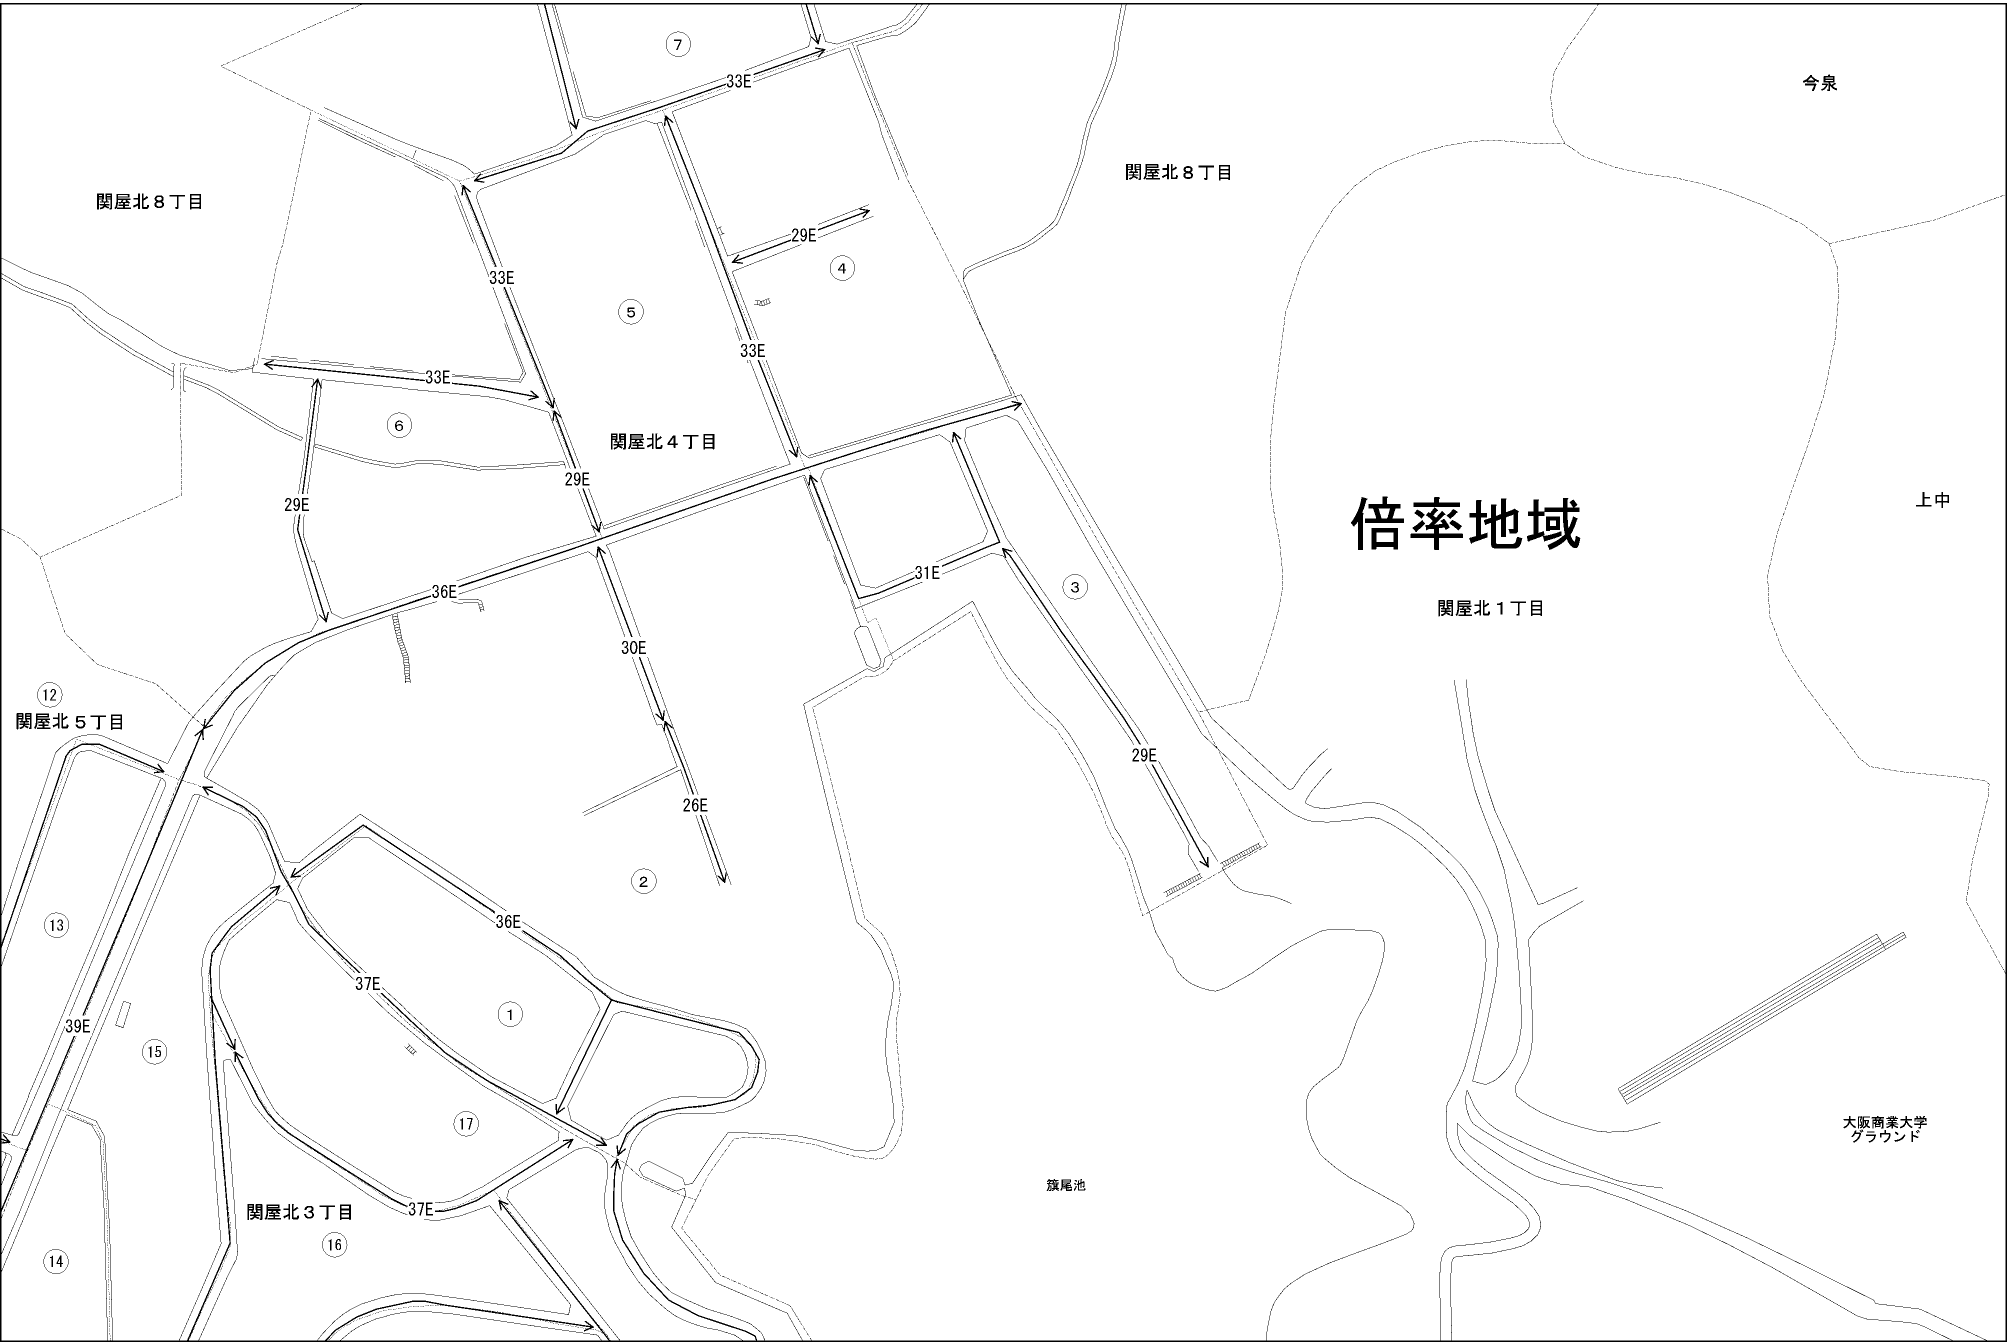 ⑦
33E
今泉
関屋北８丁目
関屋北８丁目
29E
④
33E
⑤
33E
33E
⑥
関屋北４丁目
29E
29E
倍率地域
上中
31E
③
36E
関屋北１丁目
30E
⑫
関屋北５丁目
29E
26E
②
36E
⑬
37E
①
39E
⑮
⑰
大阪商業大学
グラウンド
籏尾池
37E
関屋北３丁目
⑯
⑭